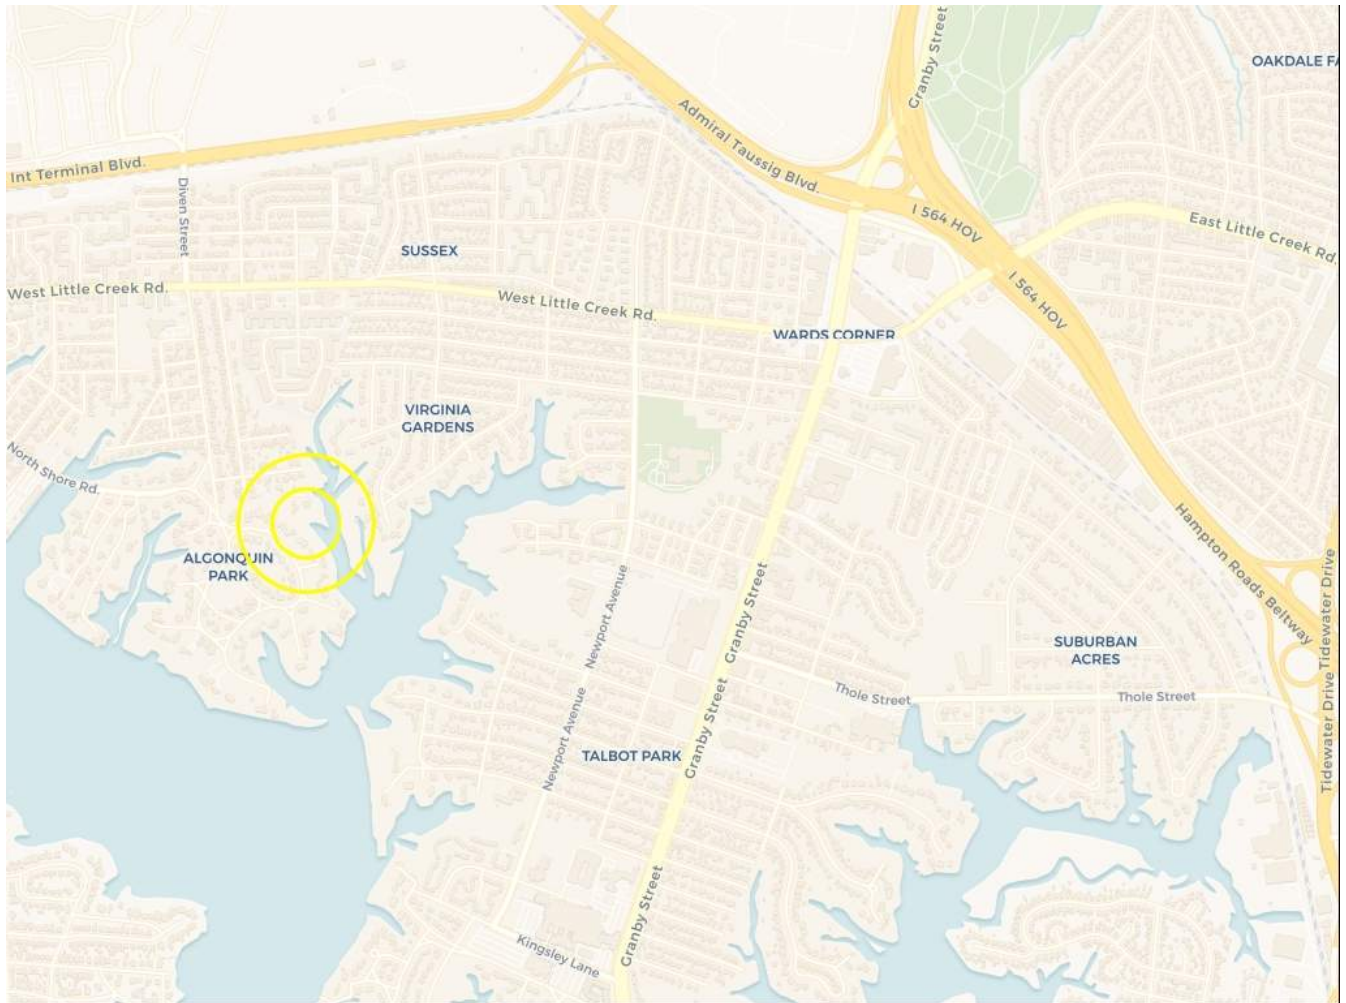 Granby Street
OAKDALE FA
Admiral Taussig Blvd.
Int Terminal Blvd.
Diven Street
I 564 HOV
East Little Creek Rd.
SUSSEX
West Little Creek Rd.
West Little Creek Rd.
I 564 HOV
WARDS CORNER
VIRGINIA
GARDENS
North Shore Rd.
Hampton Roads Beltway
ALGONQUIN
PARK
Newport Avenue
Granby Street
Tidewater Drive
SUBURBAN
ACRES
Thole Street
Thole Street
Newport Avenue
Granby Street
Tidewater Drive
TALBOT PARK
Granby Street
Kingsley Lane